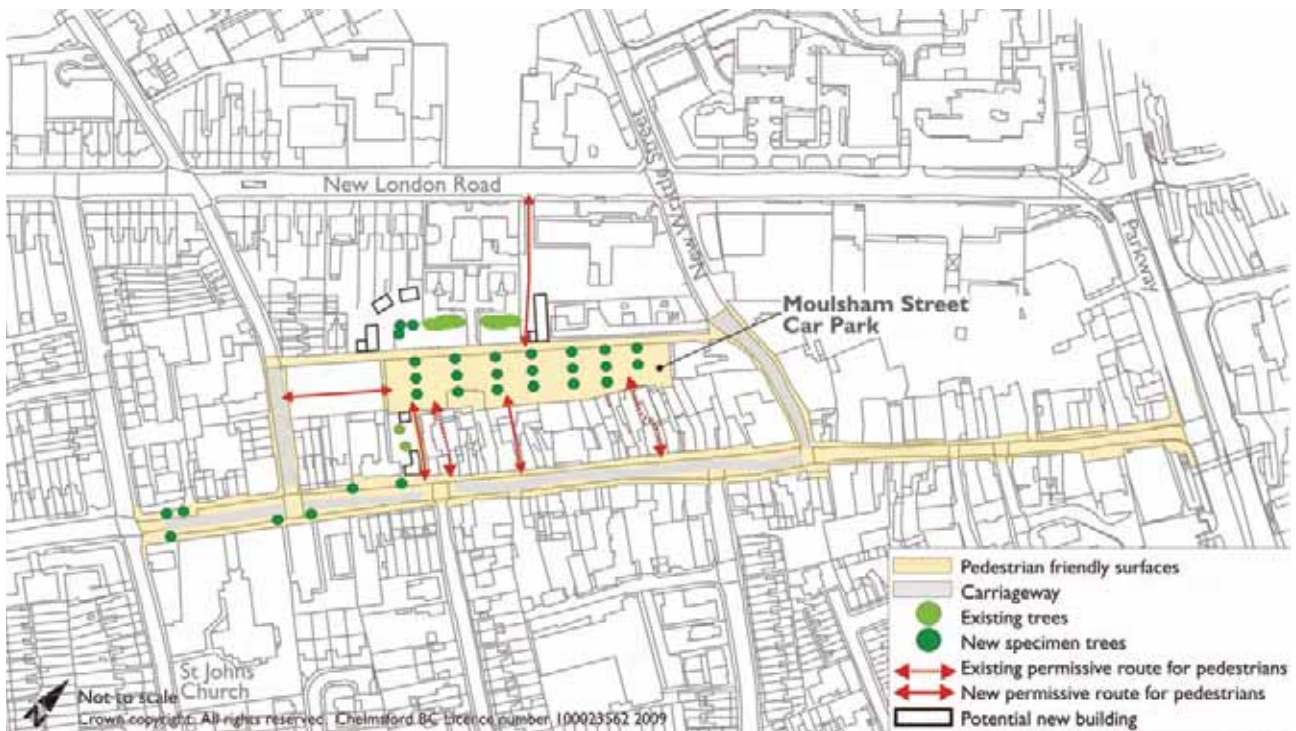 New London Road
New Writtle Street
Parkway
Moulsham Street
Car Park
St Johns
Church
N
Not to scale
Crown copyright. All rights reserved. Chelmsford BC Licence number 100023562 2009
Pedestrian friendly surfaces
Carriageway
Existing trees
New specimen trees
Existing permissive route for pedestrians
New permissive route for pedestrians
Potential new building